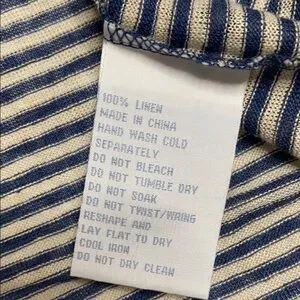 100% LINEN
MADE IN CHINA
HAND WASH COLD
SEPARATELY
DO NOT BLEACH
DO NOT TUMBLE DRY
DO NOT SOAK
DO NOT TWIST/WRING
RESHAPE AND
LAY FLAT TO DRY
COOL IRON
DO NOT DRY CLEAN